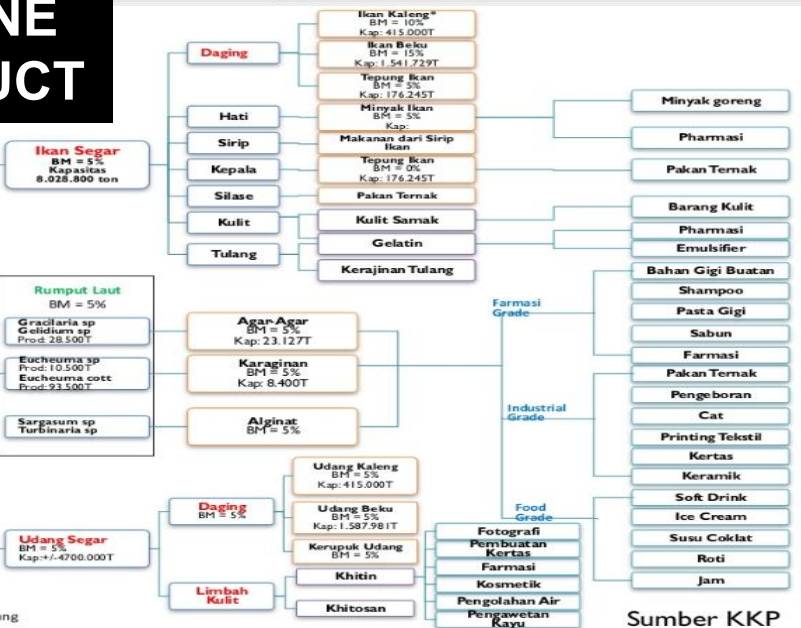 NE
UCT
Ikan Segar
BM = 5%
Kapasitas
8.028.800 ton
Daging
Hati
Sirip
Kepala
Silase
Kulit
Tulang
Ikan Kaleng*
BM = 10%
Kap: 415.000T
Ikan Beku
BM = 15%
Kap: 1.541.729T
Tepung Ikan
BM = 5%
Kap: 176.245T
Minyak Ikan
BM = 5%
Kap:
Makanan dari Sirip
Ikan
Tepung Ikan
BM = 0%
Kap: 176.245T
Pakan Ternak
Kulit Samak
Gelatin
Kerajinan Tulang
Minyak goreng
Pharmasi
Pakan Ternak
Barang Kulit
Pharmasi
Emulsifier
Rumput Laut
BM = 5%
Gracilaria sp
Gelidium sp
Prod: 28.500T
Eucheuma sp
Prod: 10.500T
Eucheuma cott
Prod: 93.500T
Sargasum sp
Turbinaria sp
Agar-Agar
BM = 5%
Kap: 23.127T
Karaginan
BM = 5%
Kap: 8.400T
Alginat
BM = 5%
Farmasi
Grade
Industrial
Grade
Food
Grade
Bahan Gigi Buatan
Shampoo
Pasta Gigi
Sabun
Farmasi
Pakan Ternak
Pengeboran
Cat
Printing Tekstil
Kertas
Keramik
Soft Drink
Ice Cream
Susu Coklat
Roti
Jam
Udang Segar
BM = 5%
Kap:+/-4700.000T
Daging
BM = 5%
Limbah
Kulit
Udang Kaleng
BM = 5%
Kap: 415.000T
Udang Beku
BM = 5%
Kap: 1.587.981T
Kerupuk Udang
BM = 5%
Khitin
Khitosan
Fotografi
Pembuatan
Kertas
Farmasi
Kosmetik
Pengolahan Air
Pengawetan
Kayu
ung
Sumber KKP